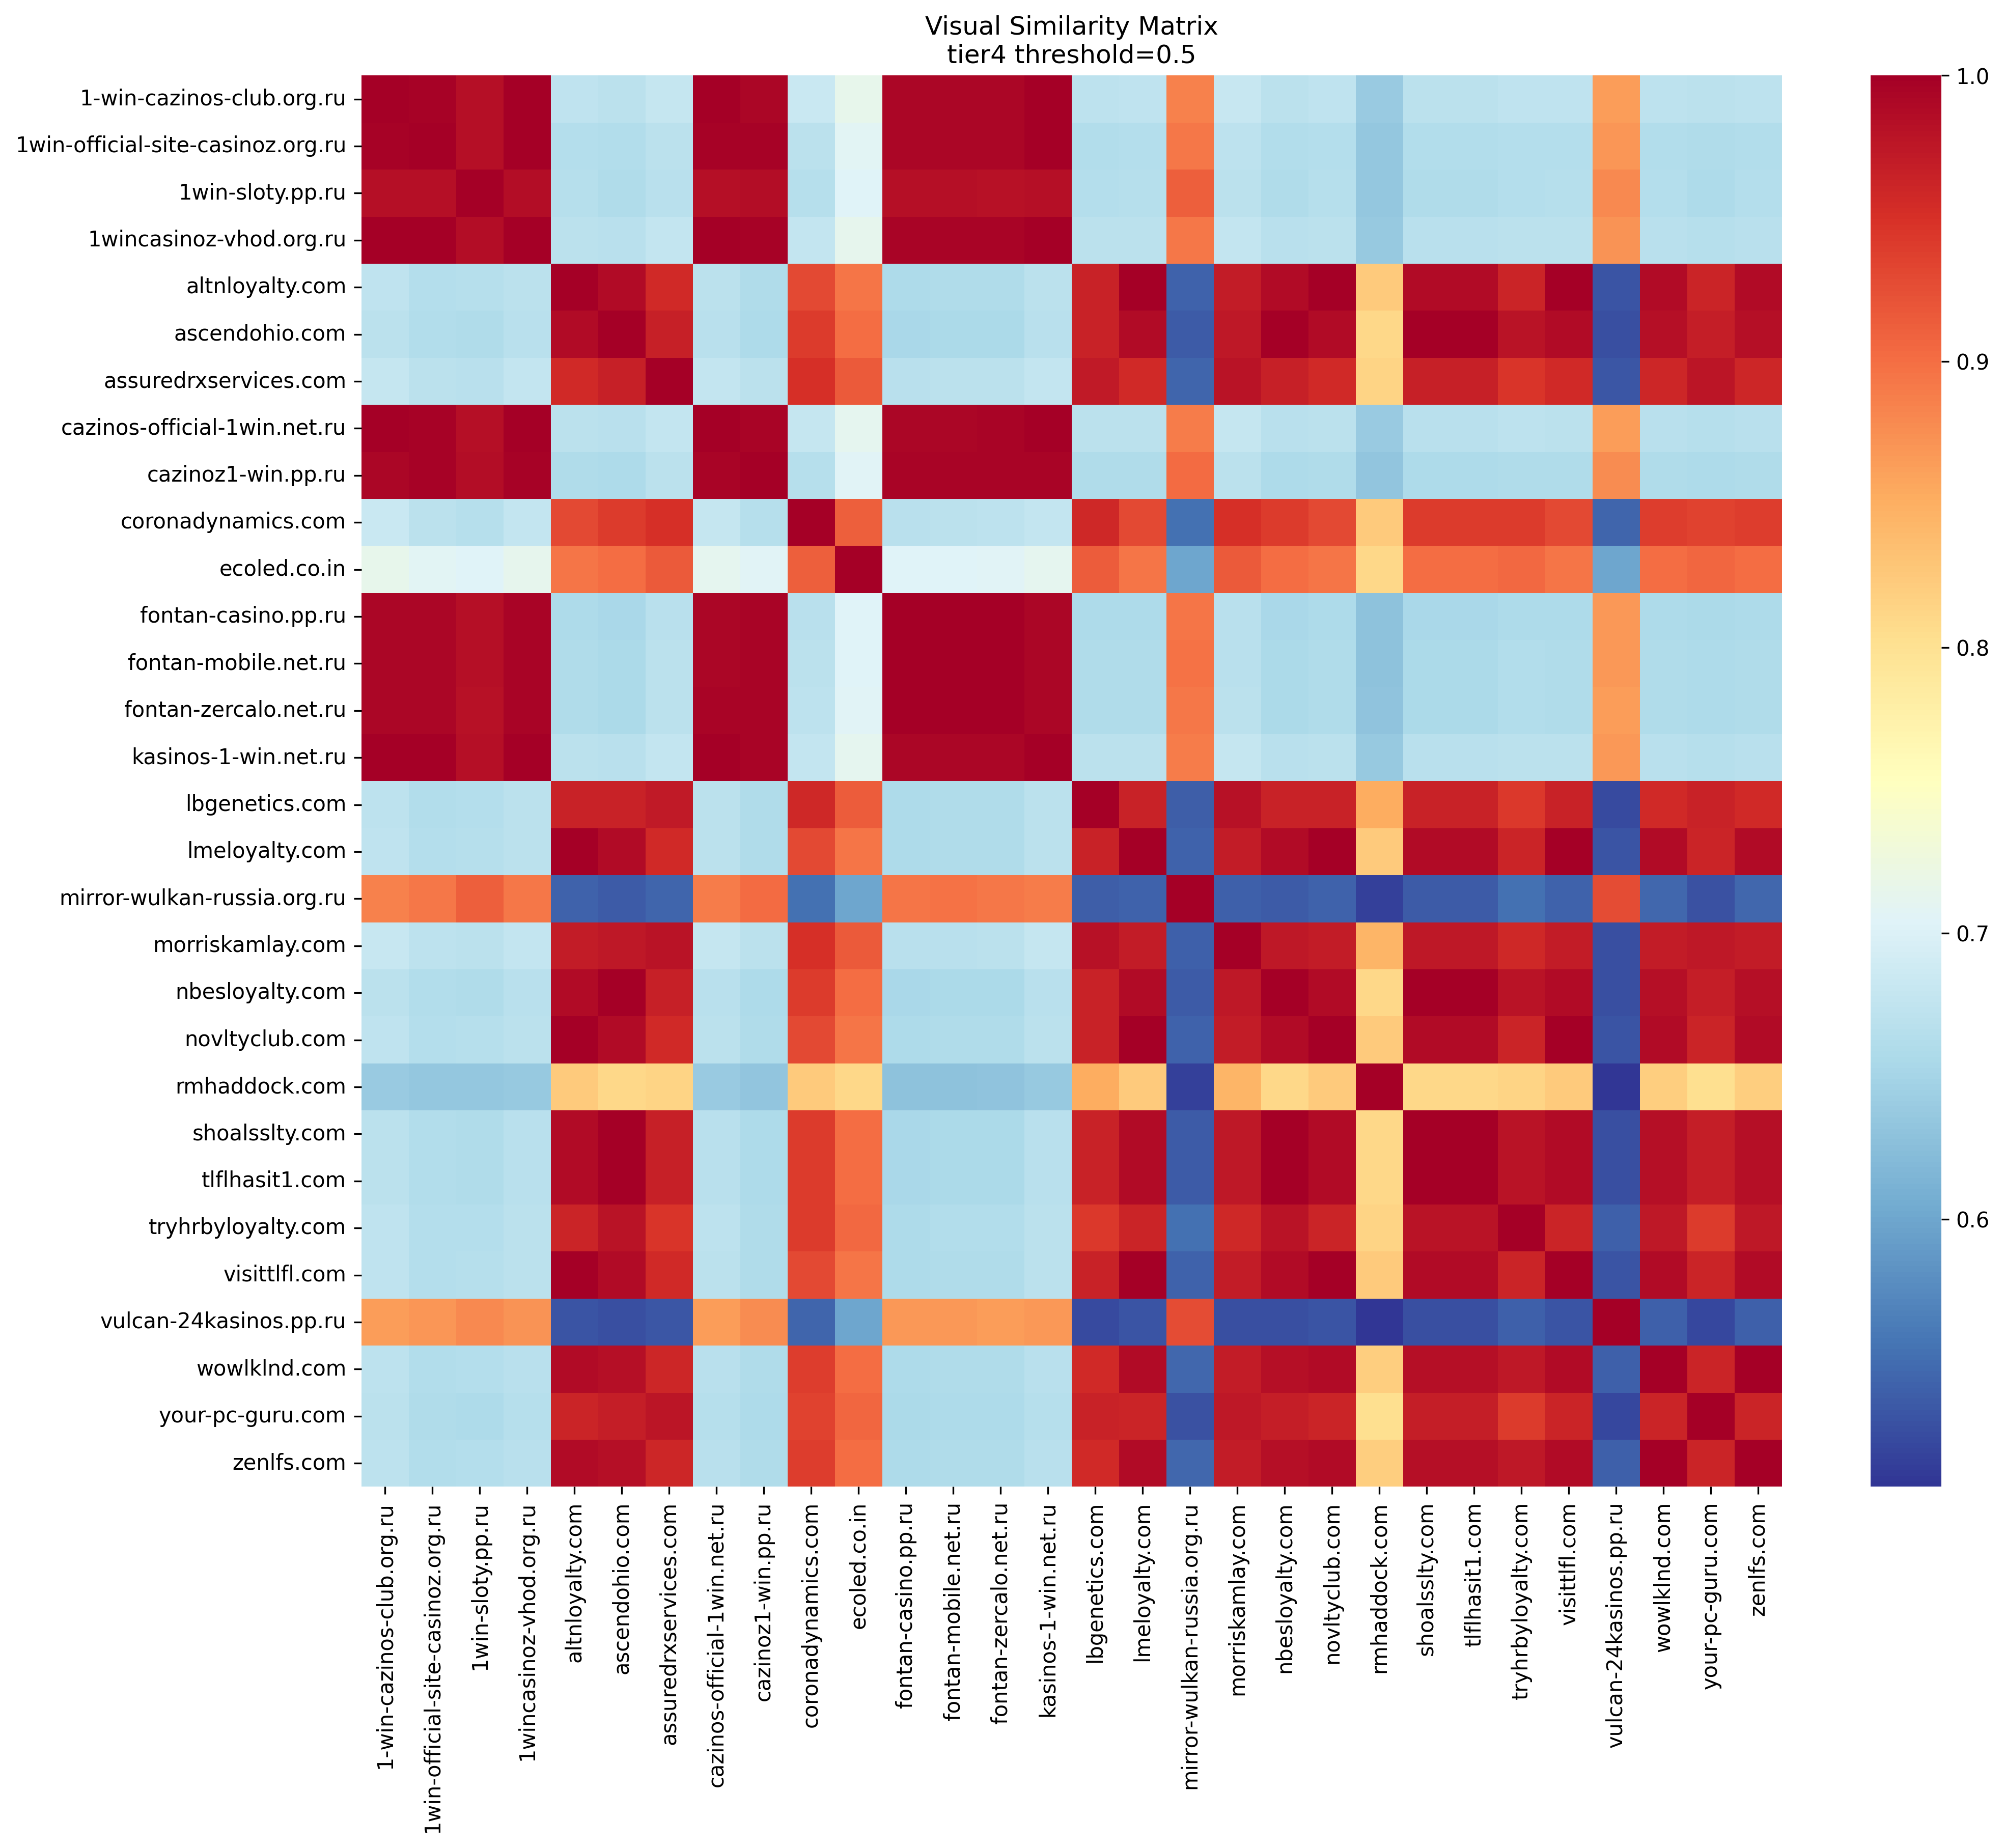 Visual Similarity Matrix
tier4 threshold=0.5
1-win-cazinos-club.org.ru
1win-official-site-casinoz.org.ru
1win-sloty.pp.ru
1wincasinoz-vhod.org.ru
altnloyalty.com
ascendohio.com
assuredrxservices.com
cazinos-official-1win.net.ru
cazinoz1-win.pp.ru
coronadynamics.com
ecoled.co.in
fontan-casino.pp.ru
fontan-mobile.net.ru
fontan-zercalo.net.ru
kasinos-1-win.net.ru
lbgenetics.com
lmeloyalty.com
mirror-wulkan-russia.org.ru
morriskamlay.com
nbesloyalty.com
novltyclub.com
rmhaddock.com
shoalsslty.com
tlflhasit1.com
tryhrbyloyalty.com
visittlfl.com
vulcan-24kasinos.pp.ru
wowlklnd.com
your-pc-guru.com
zenlfs.com
1-win-cazinos-club.org.ru
1win-official-site-casinoz.org.ru
1win-sloty.pp.ru
1wincasinoz-vhod.org.ru
altnloyalty.com
ascendohio.com
assuredrxservices.com
cazinos-official-1win.net.ru
cazinoz1-win.pp.ru
coronadynamics.com
ecoled.co.in
fontan-casino.pp.ru
fontan-mobile.net.ru
fontan-zercalo.net.ru
kasinos-1-win.net.ru
lbgenetics.com
lmeloyalty.com
mirror-wulkan-russia.org.ru
morriskamlay.com
nbesloyalty.com
novltyclub.com
rmhaddock.com
shoalsslty.com
tlflhasit1.com
tryhrbyloyalty.com
visittlfl.com
vulcan-24kasinos.pp.ru
wowlklnd.com
your-pc-guru.com
zenlfs.com
1.0
0.9
0.8
0.7
0.6